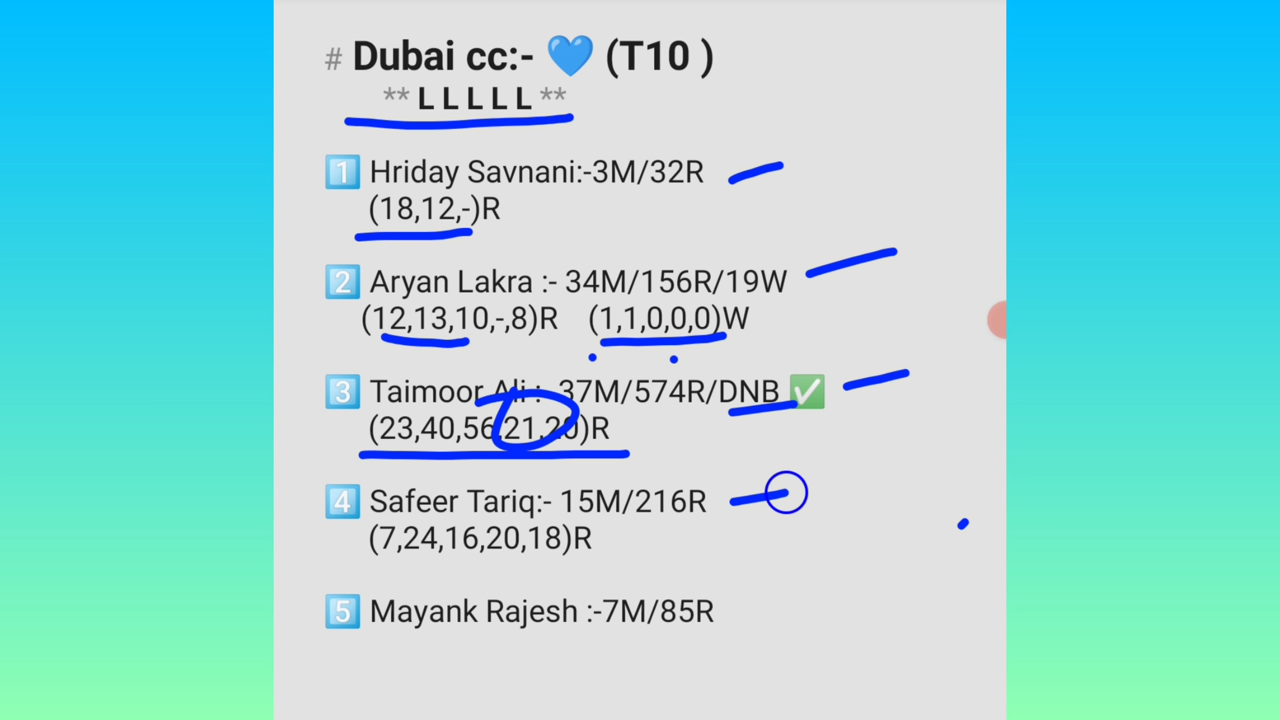 # Dubai cc:- 💙 (T10 )
** L L L L L **
1️⃣ Hriday Savnani:-3M/32R
(18,12,-)R
2️⃣ Aryan Lakra :- 34M/156R/19W
(12,13,10,-,8)R (1,1,0,0,0)W
3️⃣ Taimoor Ali :- 37M/574R/DNB ✅
(23,40,56,21,20)R
4️⃣ Safeer Tariq:- 15M/216R
(7,24,16,20,18)R
5️⃣ Mayank Rajesh :-7M/85R